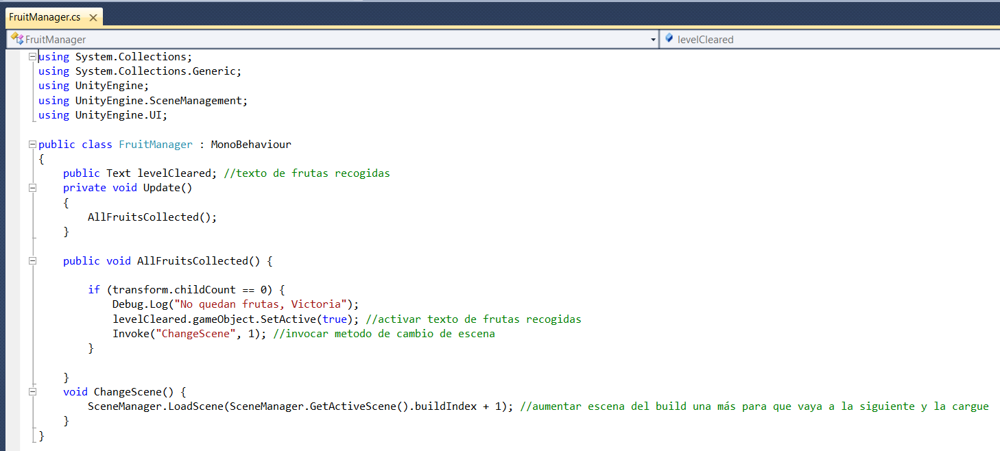 FruitManager.cs
FruitManager levelCleared
using System.Collections;
using System.Collections.Generic;
using UnityEngine;
using UnityEngine.SceneManagement;
using UnityEngine.UI;
public class FruitManager : MonoBehaviour
{
public Text levelCleared; //texto de frutas recogidas
private void Update()
{
AllFruitsCollected();
}
public void AllFruitsCollected() {
if (transform.childCount == 0) {
Debug.Log("No quedan frutas, Victoria");
levelCleared.gameObject.SetActive(true); //activar texto de frutas recogidas
Invoke("ChangeScene", 1); //invocar metodo de cambio de escena
}
}
void ChangeScene() {
SceneManager.LoadScene(SceneManager.GetActiveScene().buildIndex + 1); //aumentar escena del build una más para que vaya a la siguiente y la cargue
}
}